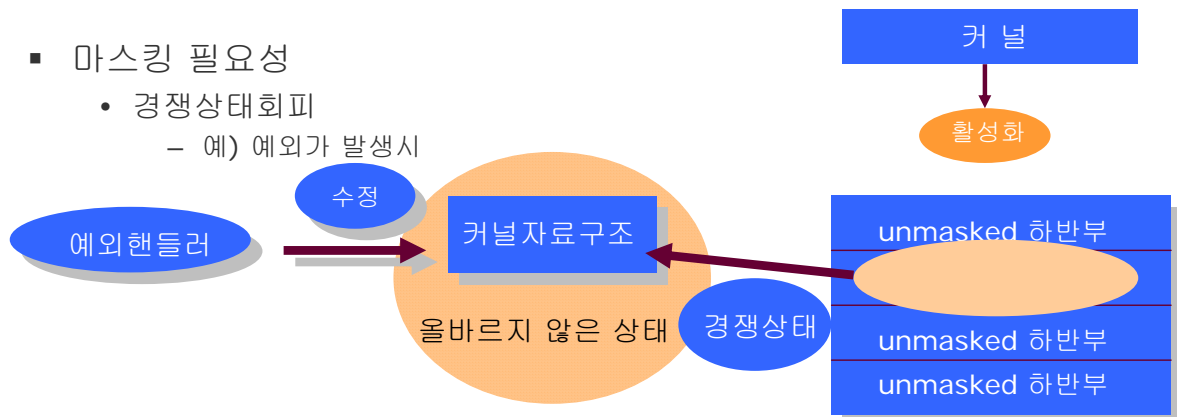 ▪ 마스킹 필요성
• 경쟁상태회피
– 예) 예외가 발생시
커 널
활성화
수정
예외핸들러
커널자료구조
올바르지 않은 상태
경쟁상태
unmasked 하반부
unmasked 하반부
unmasked 하반부